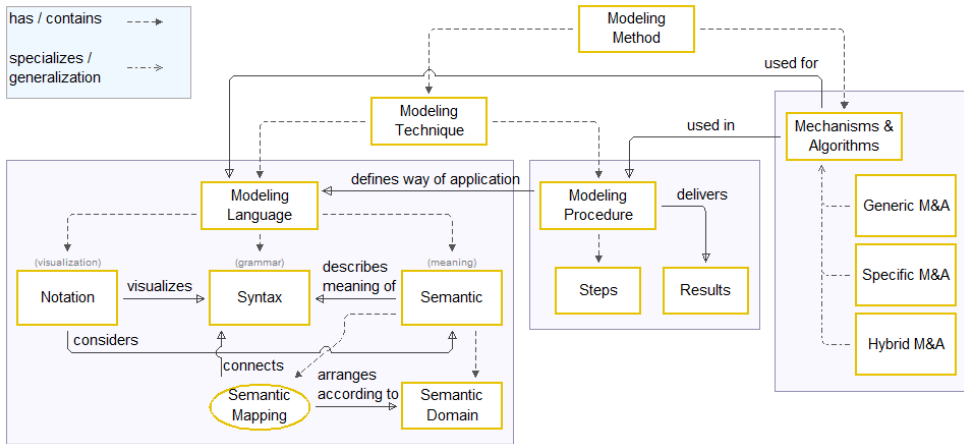 has / contains
specializes /
generalization
Modeling
Method
used for
Modeling
Technique
used in
Mechanisms &
Algorithms
Modeling
Language
defines way of application
Modeling
Procedure
delivers
Generic M&A
(visualization)
(grammar)
(meaning)
Notation
visualizes
Syntax
describes
meaning of
Semantic
Steps
Results
Specific M&A
considers
connects
Hybrid M&A
Semantic
Mapping
arranges
according to
Semantic
Domain